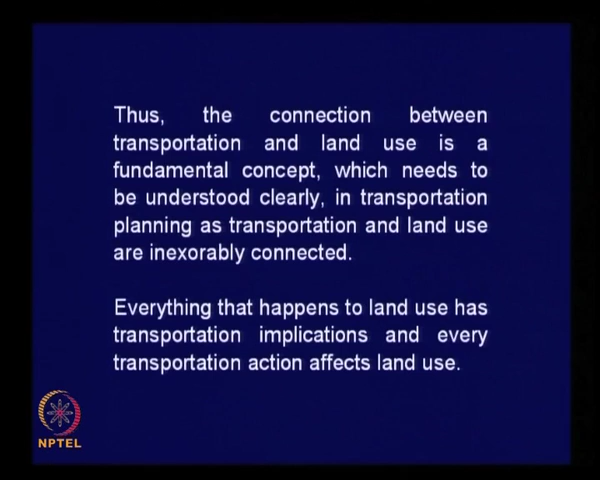 Thus, the connection between
transportation and land use is a
fundamental concept, which needs to
be understood clearly, in transportation
planning as transportation and land use
are inexorably connected.
Everything that happens to land use has
transportation implications and every
transportation action affects land use.
NPTEL